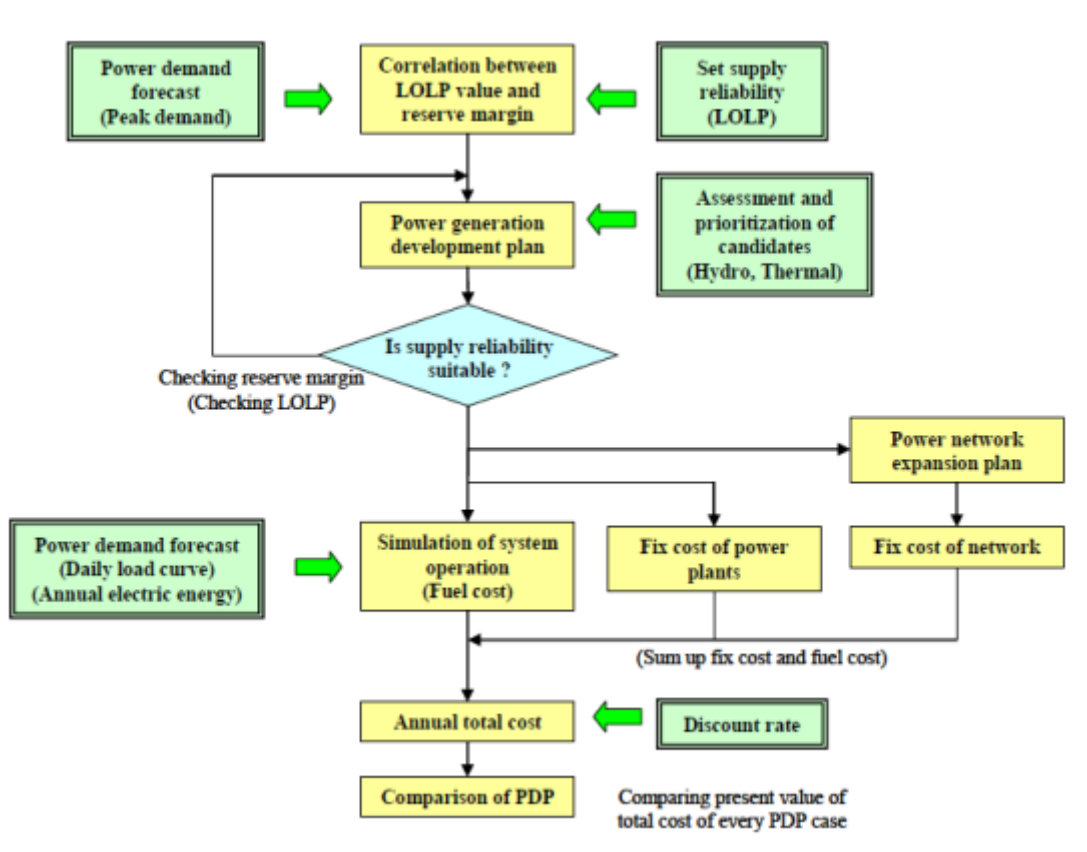 Power demand
forecast
(Peak demand)
Correlation between
LOLP value and
reserve margin
Set supply
reliability
(LOLP)
Power generation
development plan
Assessment and
prioritization of
candidates
(Hydro, Thermal)
Is supply reliability
suitable ?
Checking reserve margin
(Checking LOLP)
Power network
expansion plan
Power demand forecast
(Daily load curve)
(Annual electric energy)
Simulation of system
operation
(Fuel cost)
Fix cost of power
plants
Fix cost of network
(Sum up fix cost and fuel cost)
Annual total cost
Discount rate
Comparison of PDP
Comparing present value of
total cost of every PDP case